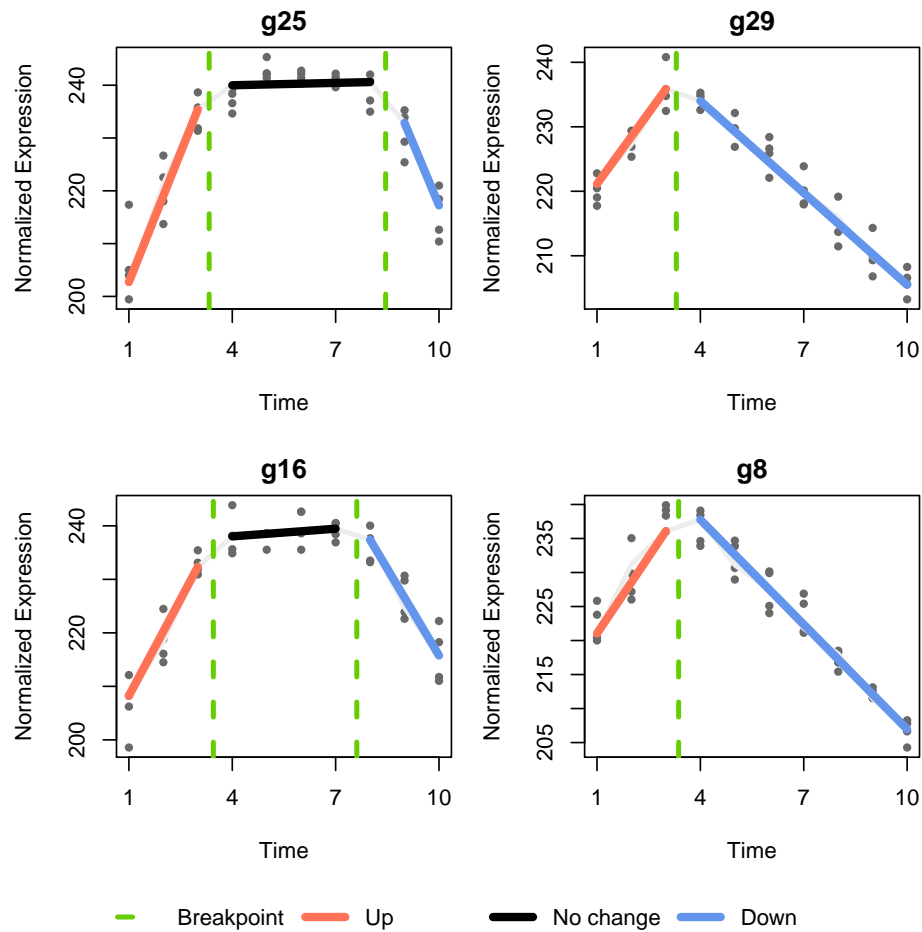 g25
Normalized Expression
240
220
200
1 4 7 10
Time
g29
Normalized Expression
240
230
220
210
1 4 7 10
Time
g16
Normalized Expression
240
220
200
1 4 7 10
Time
g8
Normalized Expression
235
225
215
205
1 4 7 10
Time
Breakpoint Up No change Down